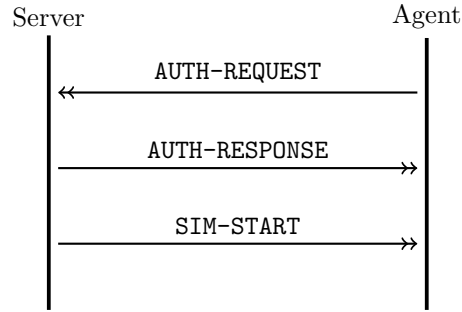 Server
Agent
AUTH-REQUEST
AUTH-RESPONSE
SIM-START